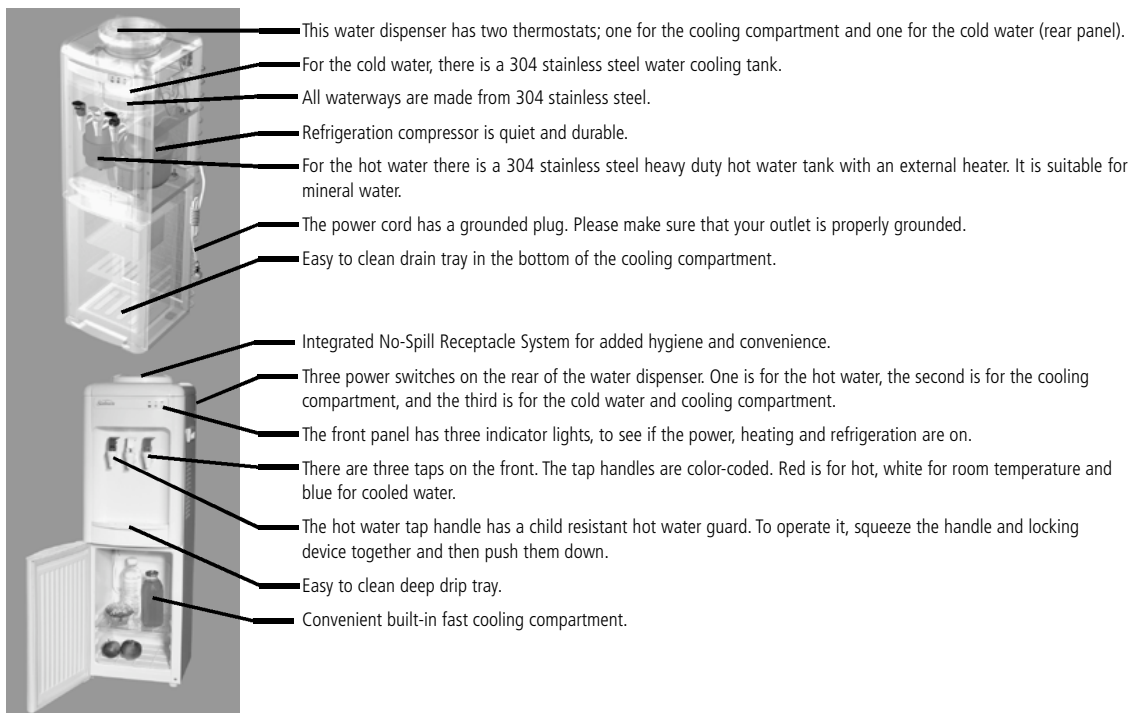 This water dispenser has two thermostats; one for the cooling compartment and one for the cold water (rear panel).
For the cold water, there is a 304 stainless steel water cooling tank.
All waterways are made from 304 stainless steel.
Refrigeration compressor is quiet and durable.
For the hot water there is a 304 stainless steel heavy duty hot water tank with an external heater. It is suitable for
mineral water.
The power cord has a grounded plug. Please make sure that your outlet is properly grounded.
Easy to clean drain tray in the bottom of the cooling compartment.
Integrated No-Spill Receptacle System for added hygiene and convenience.
Three power switches on the rear of the water dispenser. One is for the hot water, the second is for the cooling
compartment, and the third is for the cold water and cooling compartment.
The front panel has three indicator lights, to see if the power, heating and refrigeration are on.
There are three taps on the front. The tap handles are color-coded. Red is for hot, white for room temperature and
blue for cooled water.
The hot water tap handle has a child resistant hot water guard. To operate it, squeeze the handle and locking
device together and then push them down.
Easy to clean deep drip tray.
Convenient built-in fast cooling compartment.